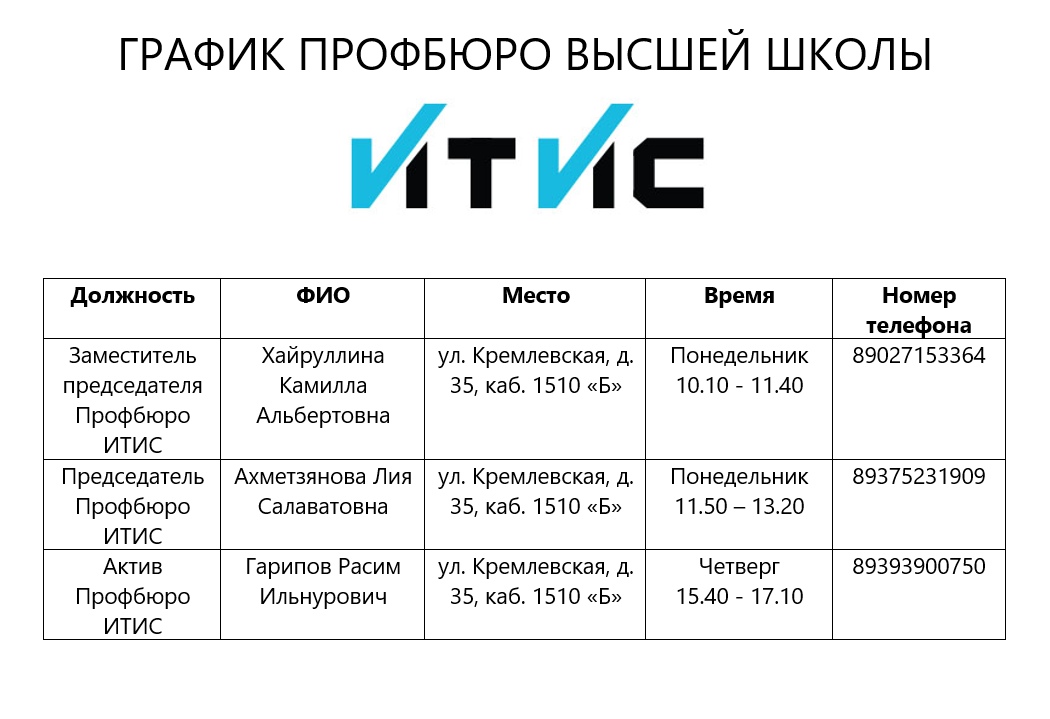 ГРАФИК ПРОФБЮРО ВЫСШЕЙ ШКОЛЫ
ИТИС
Должность
ФИО
Место
Время
Номер
телефона
Заместитель
председателя
Профбюро
ИТИС
Хайруллина
Камилла
Альбертовна
ул. Кремлевская, д.
35, каб. 1510 «Б»
Понедельник
10.10 - 11.40
89027153364
Председатель
Профбюро
ИТИС
Ахметзянова Лия
Салаватовна
ул. Кремлевская, д.
35, каб. 1510 «Б»
Понедельник
11.50 – 13.20
89375231909
Актив
Профбюро
ИТИС
Гарипов Расим
Ильнурович
ул. Кремлевская, д.
35, каб. 1510 «Б»
Четверг
15.40 - 17.10
89393900750